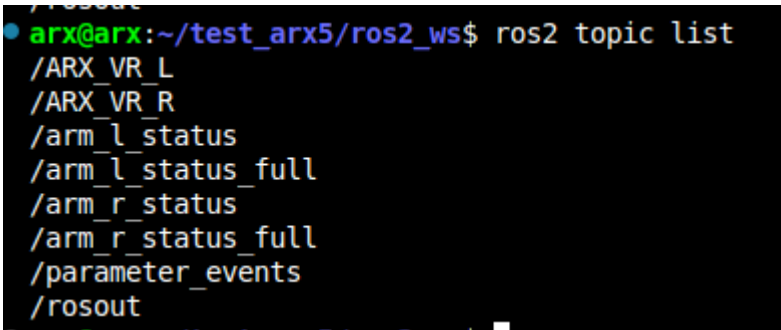 arx@arx:~/test_arx5/ros2_ws$ ros2 topic list
/ARX_VR_L
/ARX_VR_R
/arm_l_status
/arm_l_status_full
/arm_r_status
/arm_r_status_full
/parameter_events
/rosout